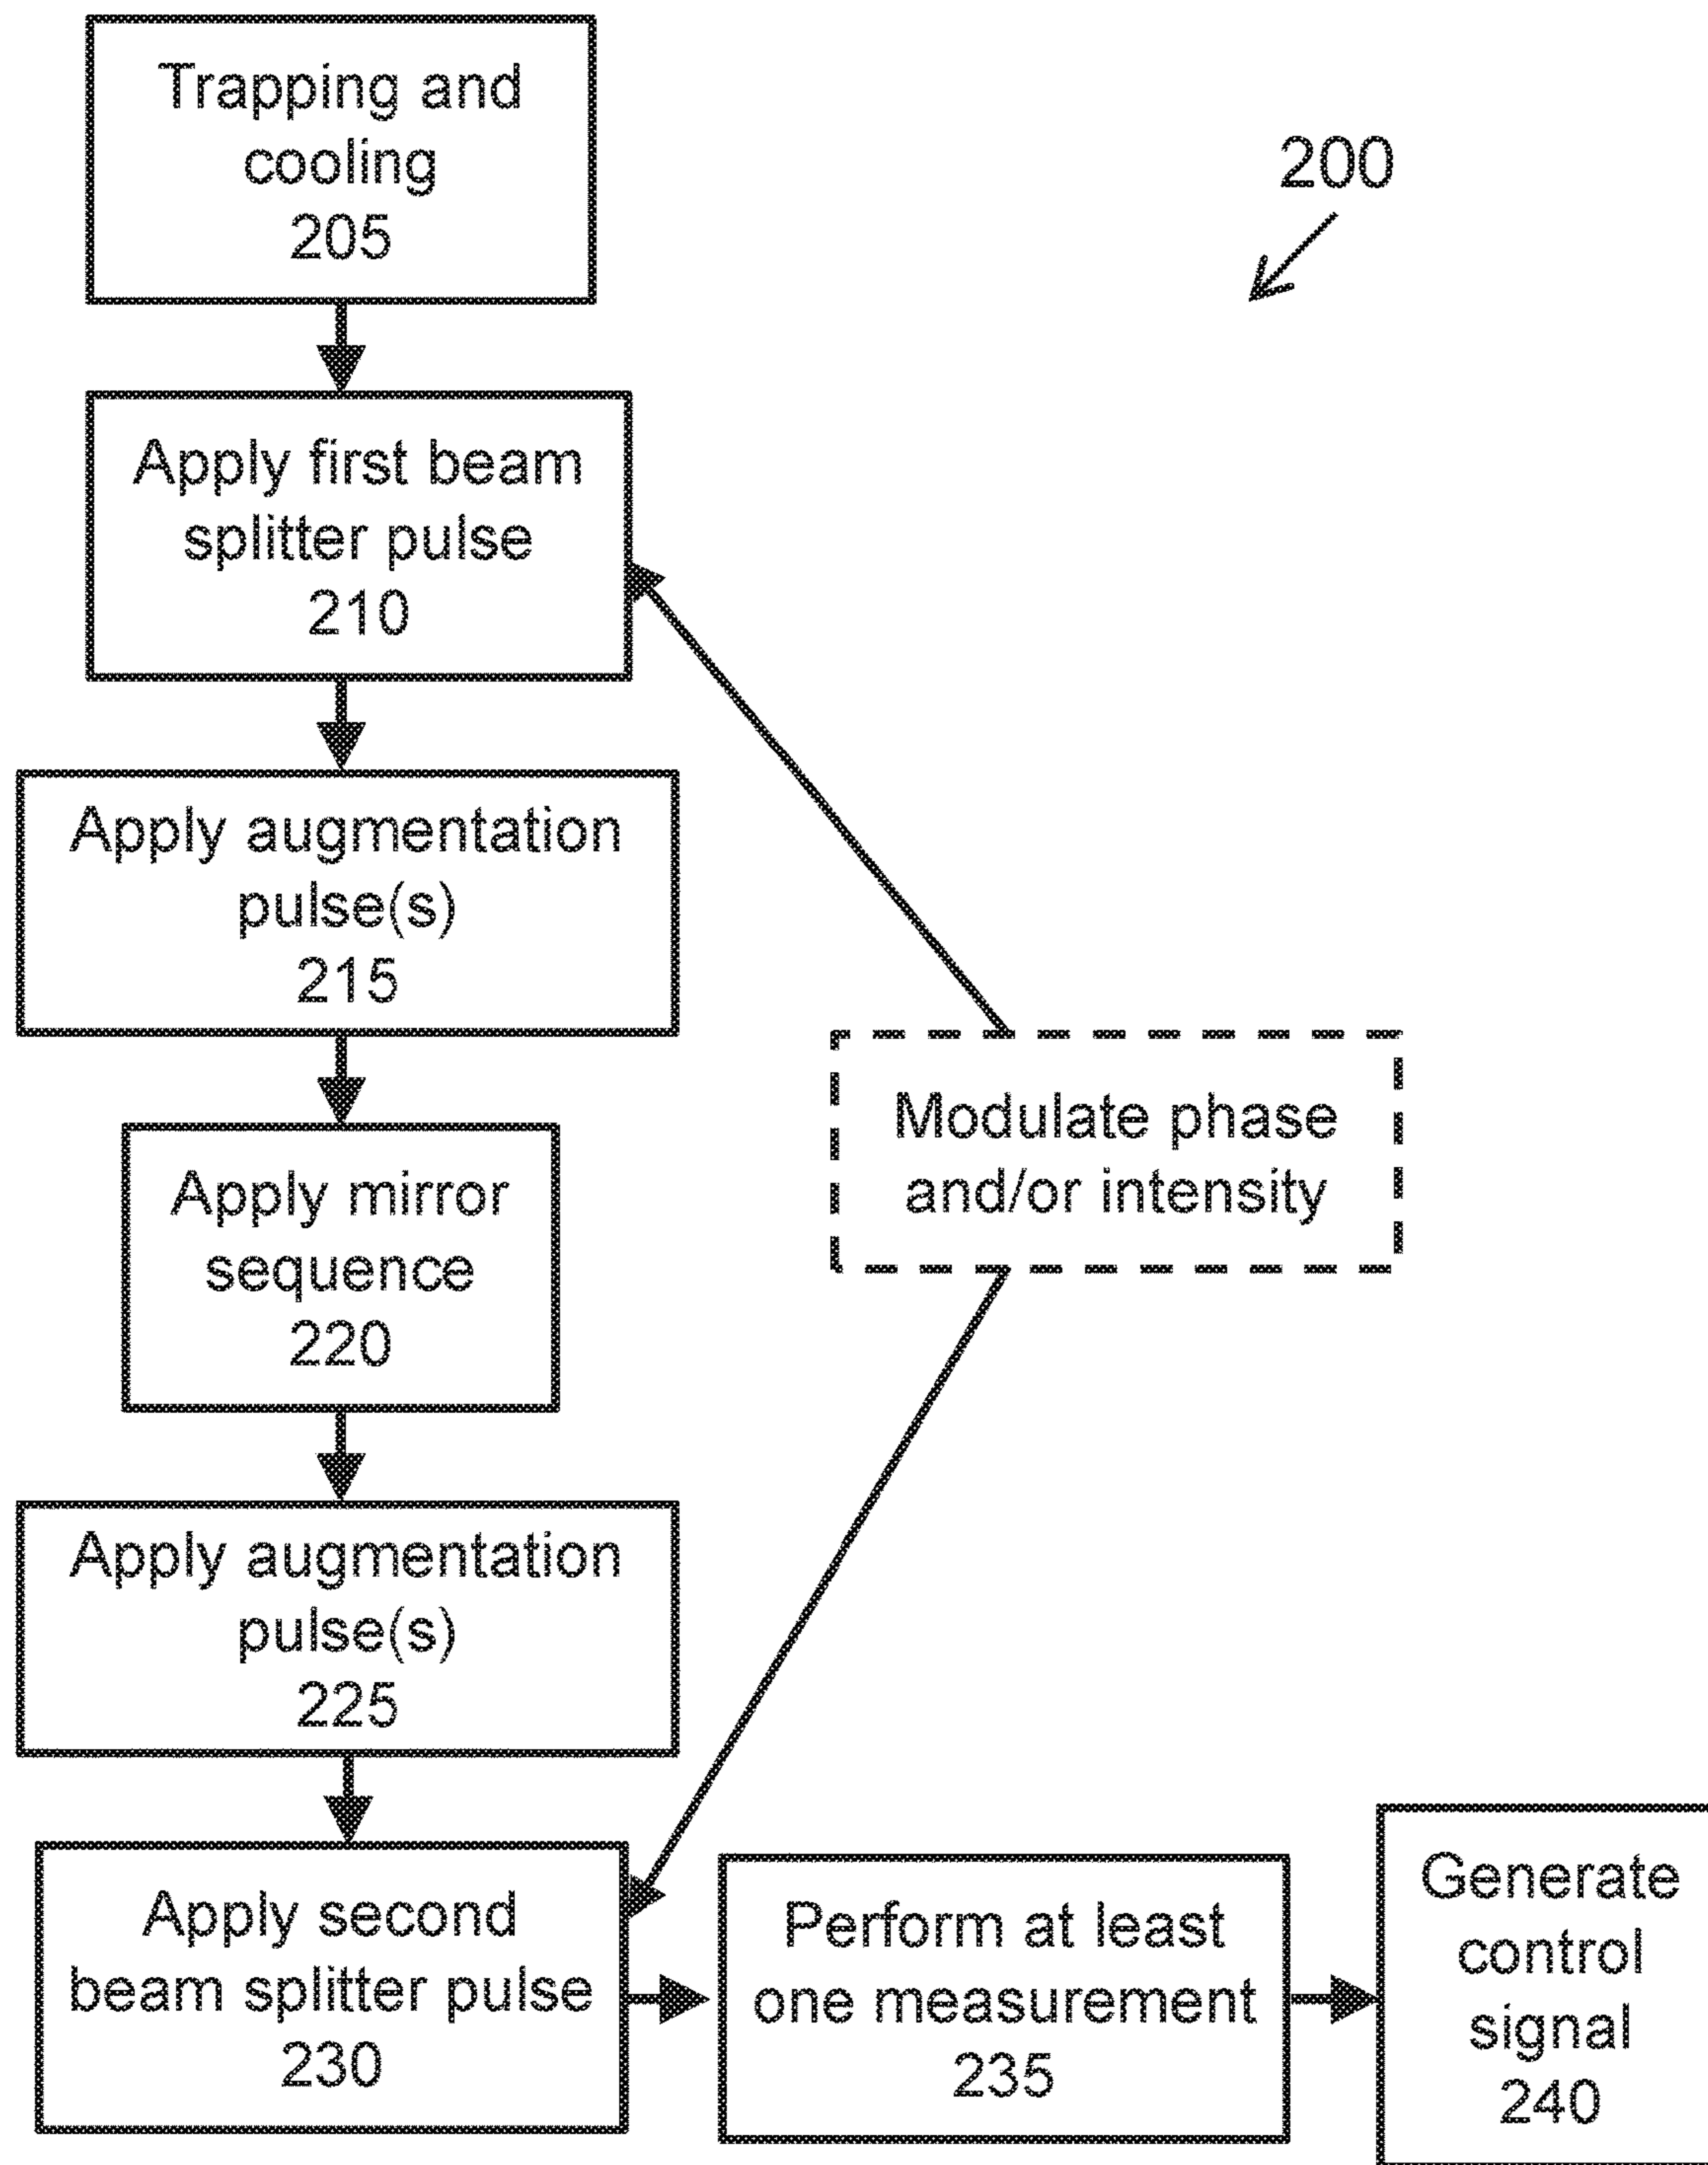 Trapping and
cooling
205
200
Apply first beam
splitter pulse
210
Apply augmentation
pulse(s)
215
Modulate phase
and/or intensity
Apply mirror
sequence
220
Apply augmentation
pulse(s)
225
Apply second
beam splitter pulse
230
Perform at least
one measurement
235
Generate
control
signal
240